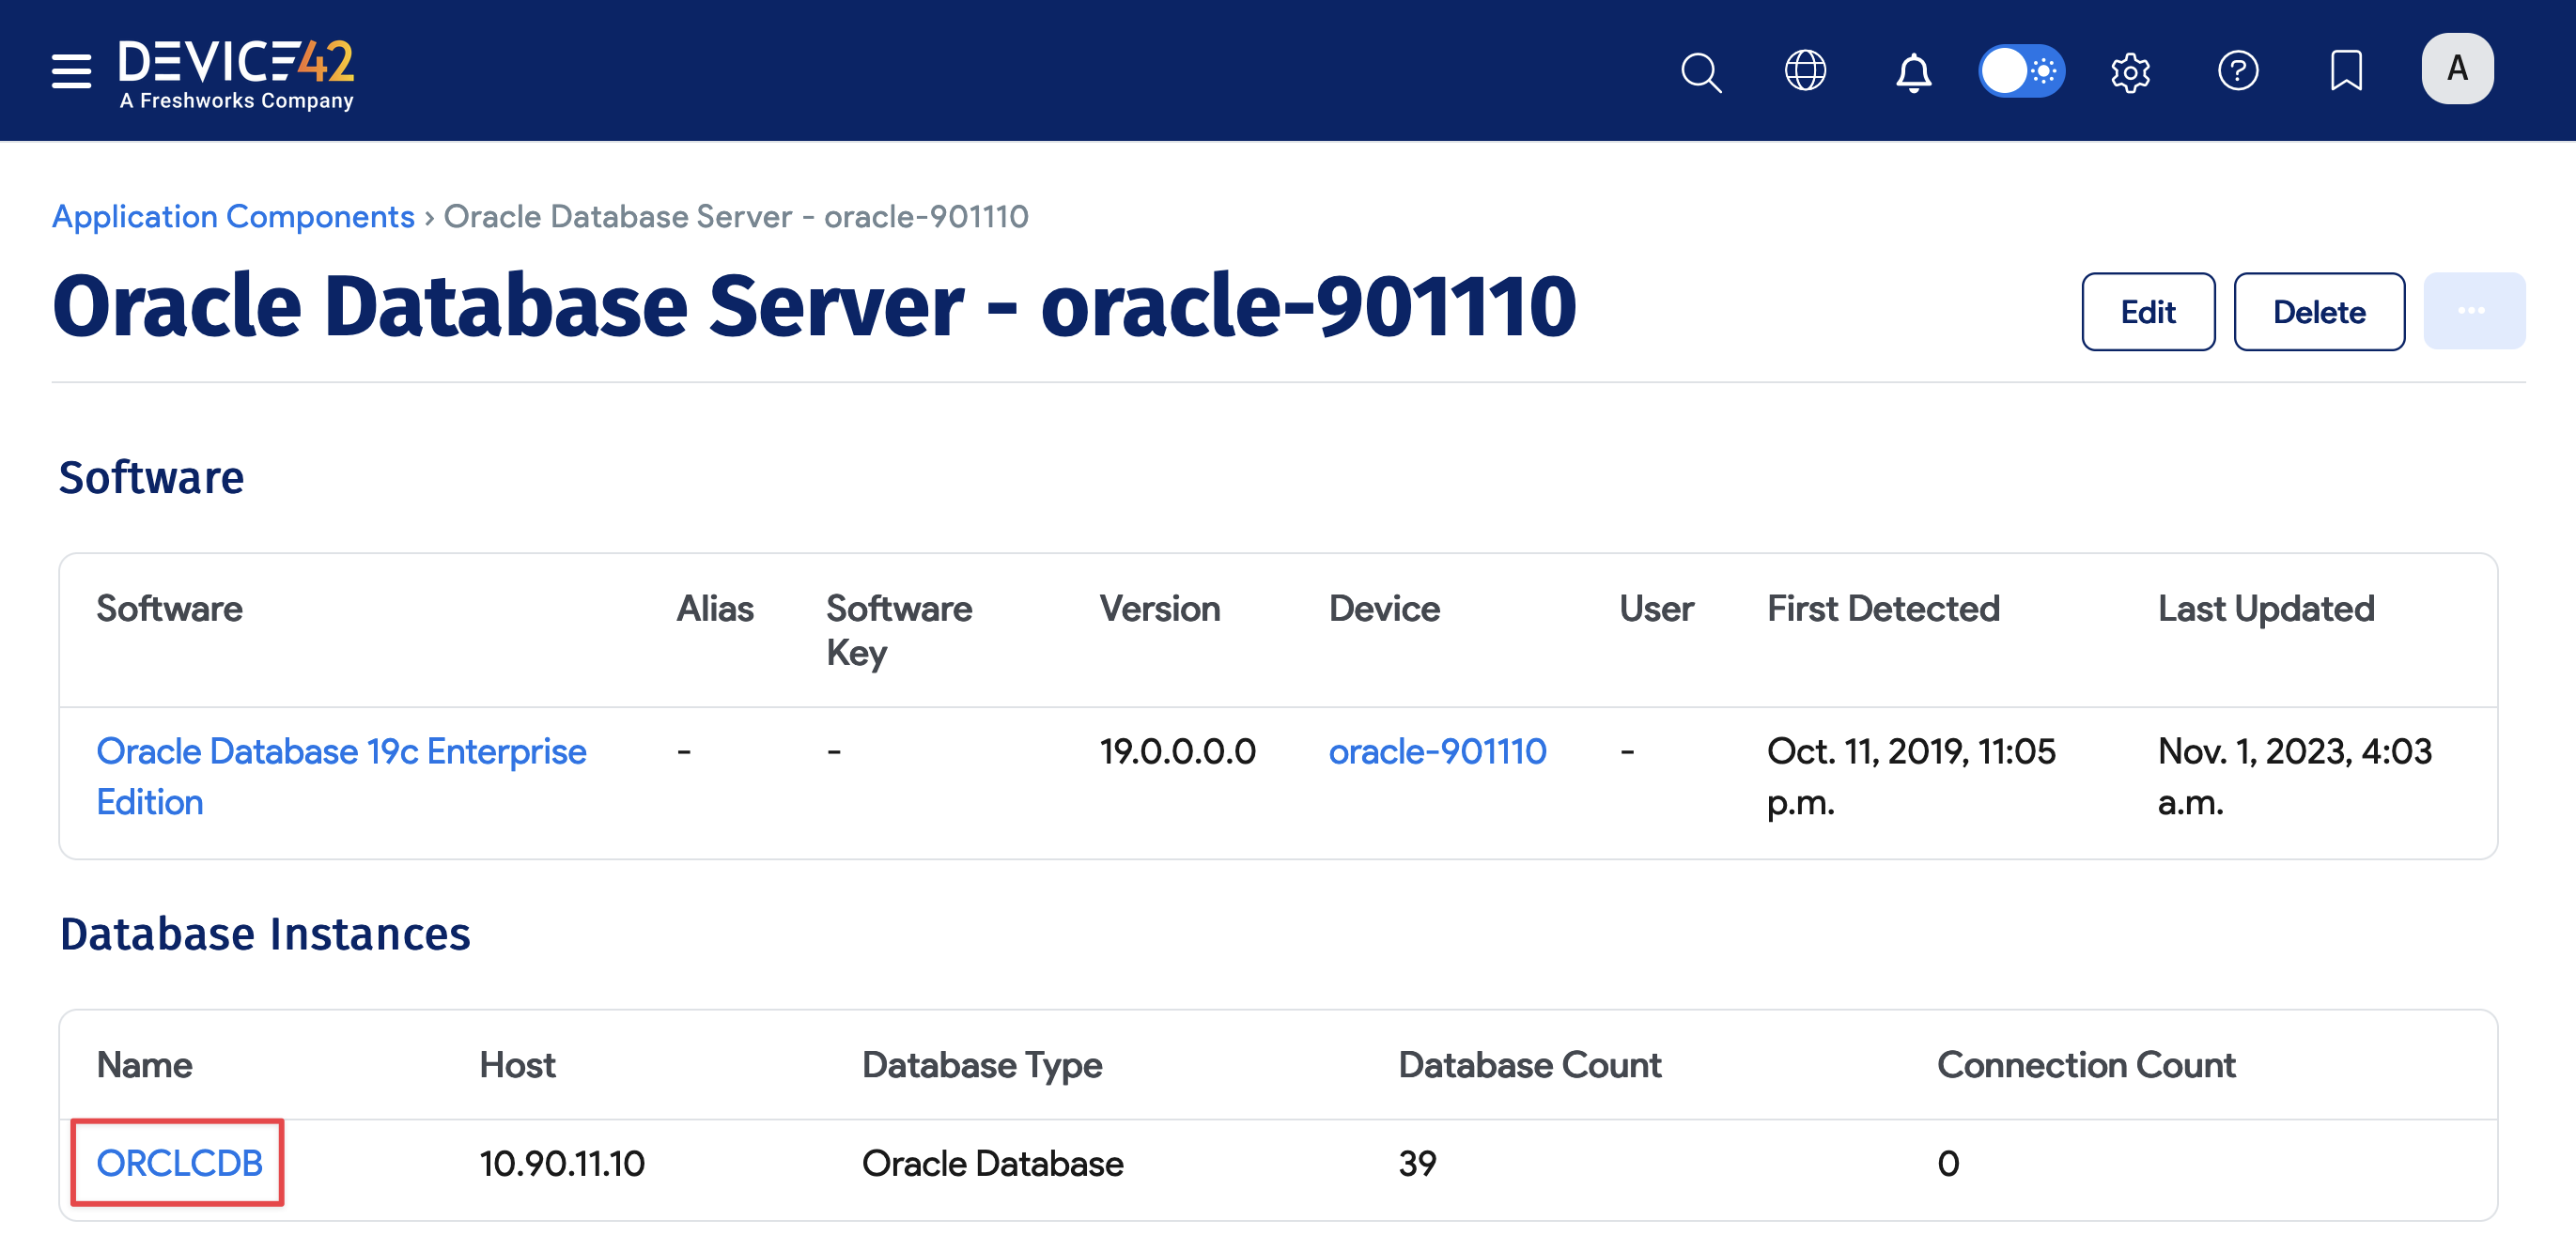 DEVICE42
A Freshworks Company
A
Application Components › Oracle Database Server - oracle-901110
Oracle Database Server - oracle-901110
Edit
Delete
...
Software
Software
Alias
Software
Key
Version
Device
User
First Detected
Last Updated
Oracle Database 19c Enterprise
Edition
-
-
19.0.0.0.0
oracle-901110
-
Oct. 11, 2019, 11:05
p.m.
Nov. 1, 2023, 4:03
a.m.
Database Instances
Name
Host
Database Type
Database Count
Connection Count
ORCLCDB
10.90.11.10
Oracle Database
39
0